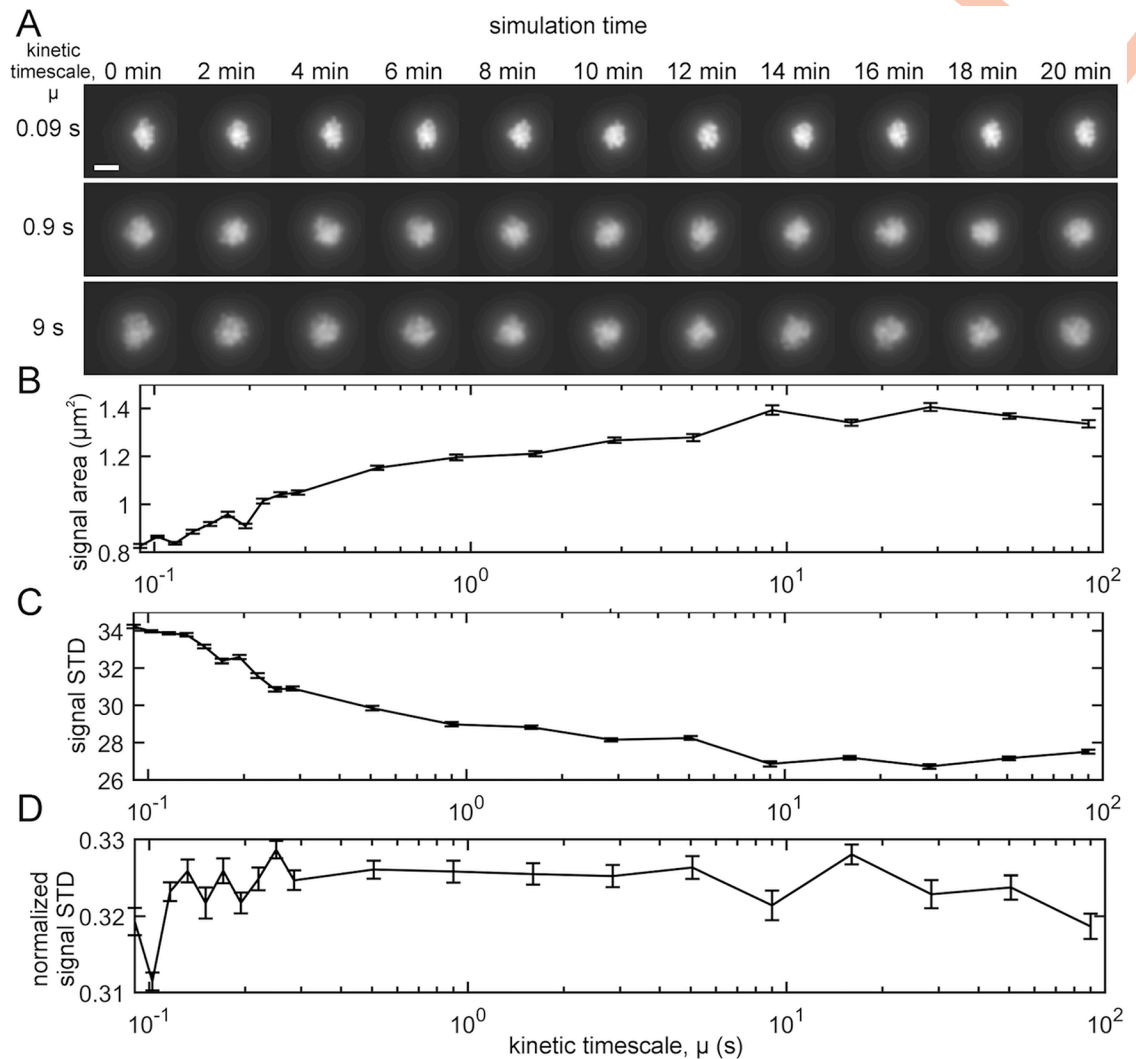 A
simulation time
kinetic
timescale, 0 min 2 min 4 min 6 min 8 min 10 min 12 min 14 min 16 min 18 min 20 min
μ
0.09 s
0.9 s
9 s
B
signal area (μm²)
1.4
1.2
1
0.8
10⁻¹ 10⁰ 10¹ 10²
C
signal STD
34
32
30
28
26
10⁻¹ 10⁰ 10¹ 10²
D
normalized
signal STD
0.33
0.32
0.31
10⁻¹ 10⁰ 10¹ 10²
kinetic timescale, μ (s)